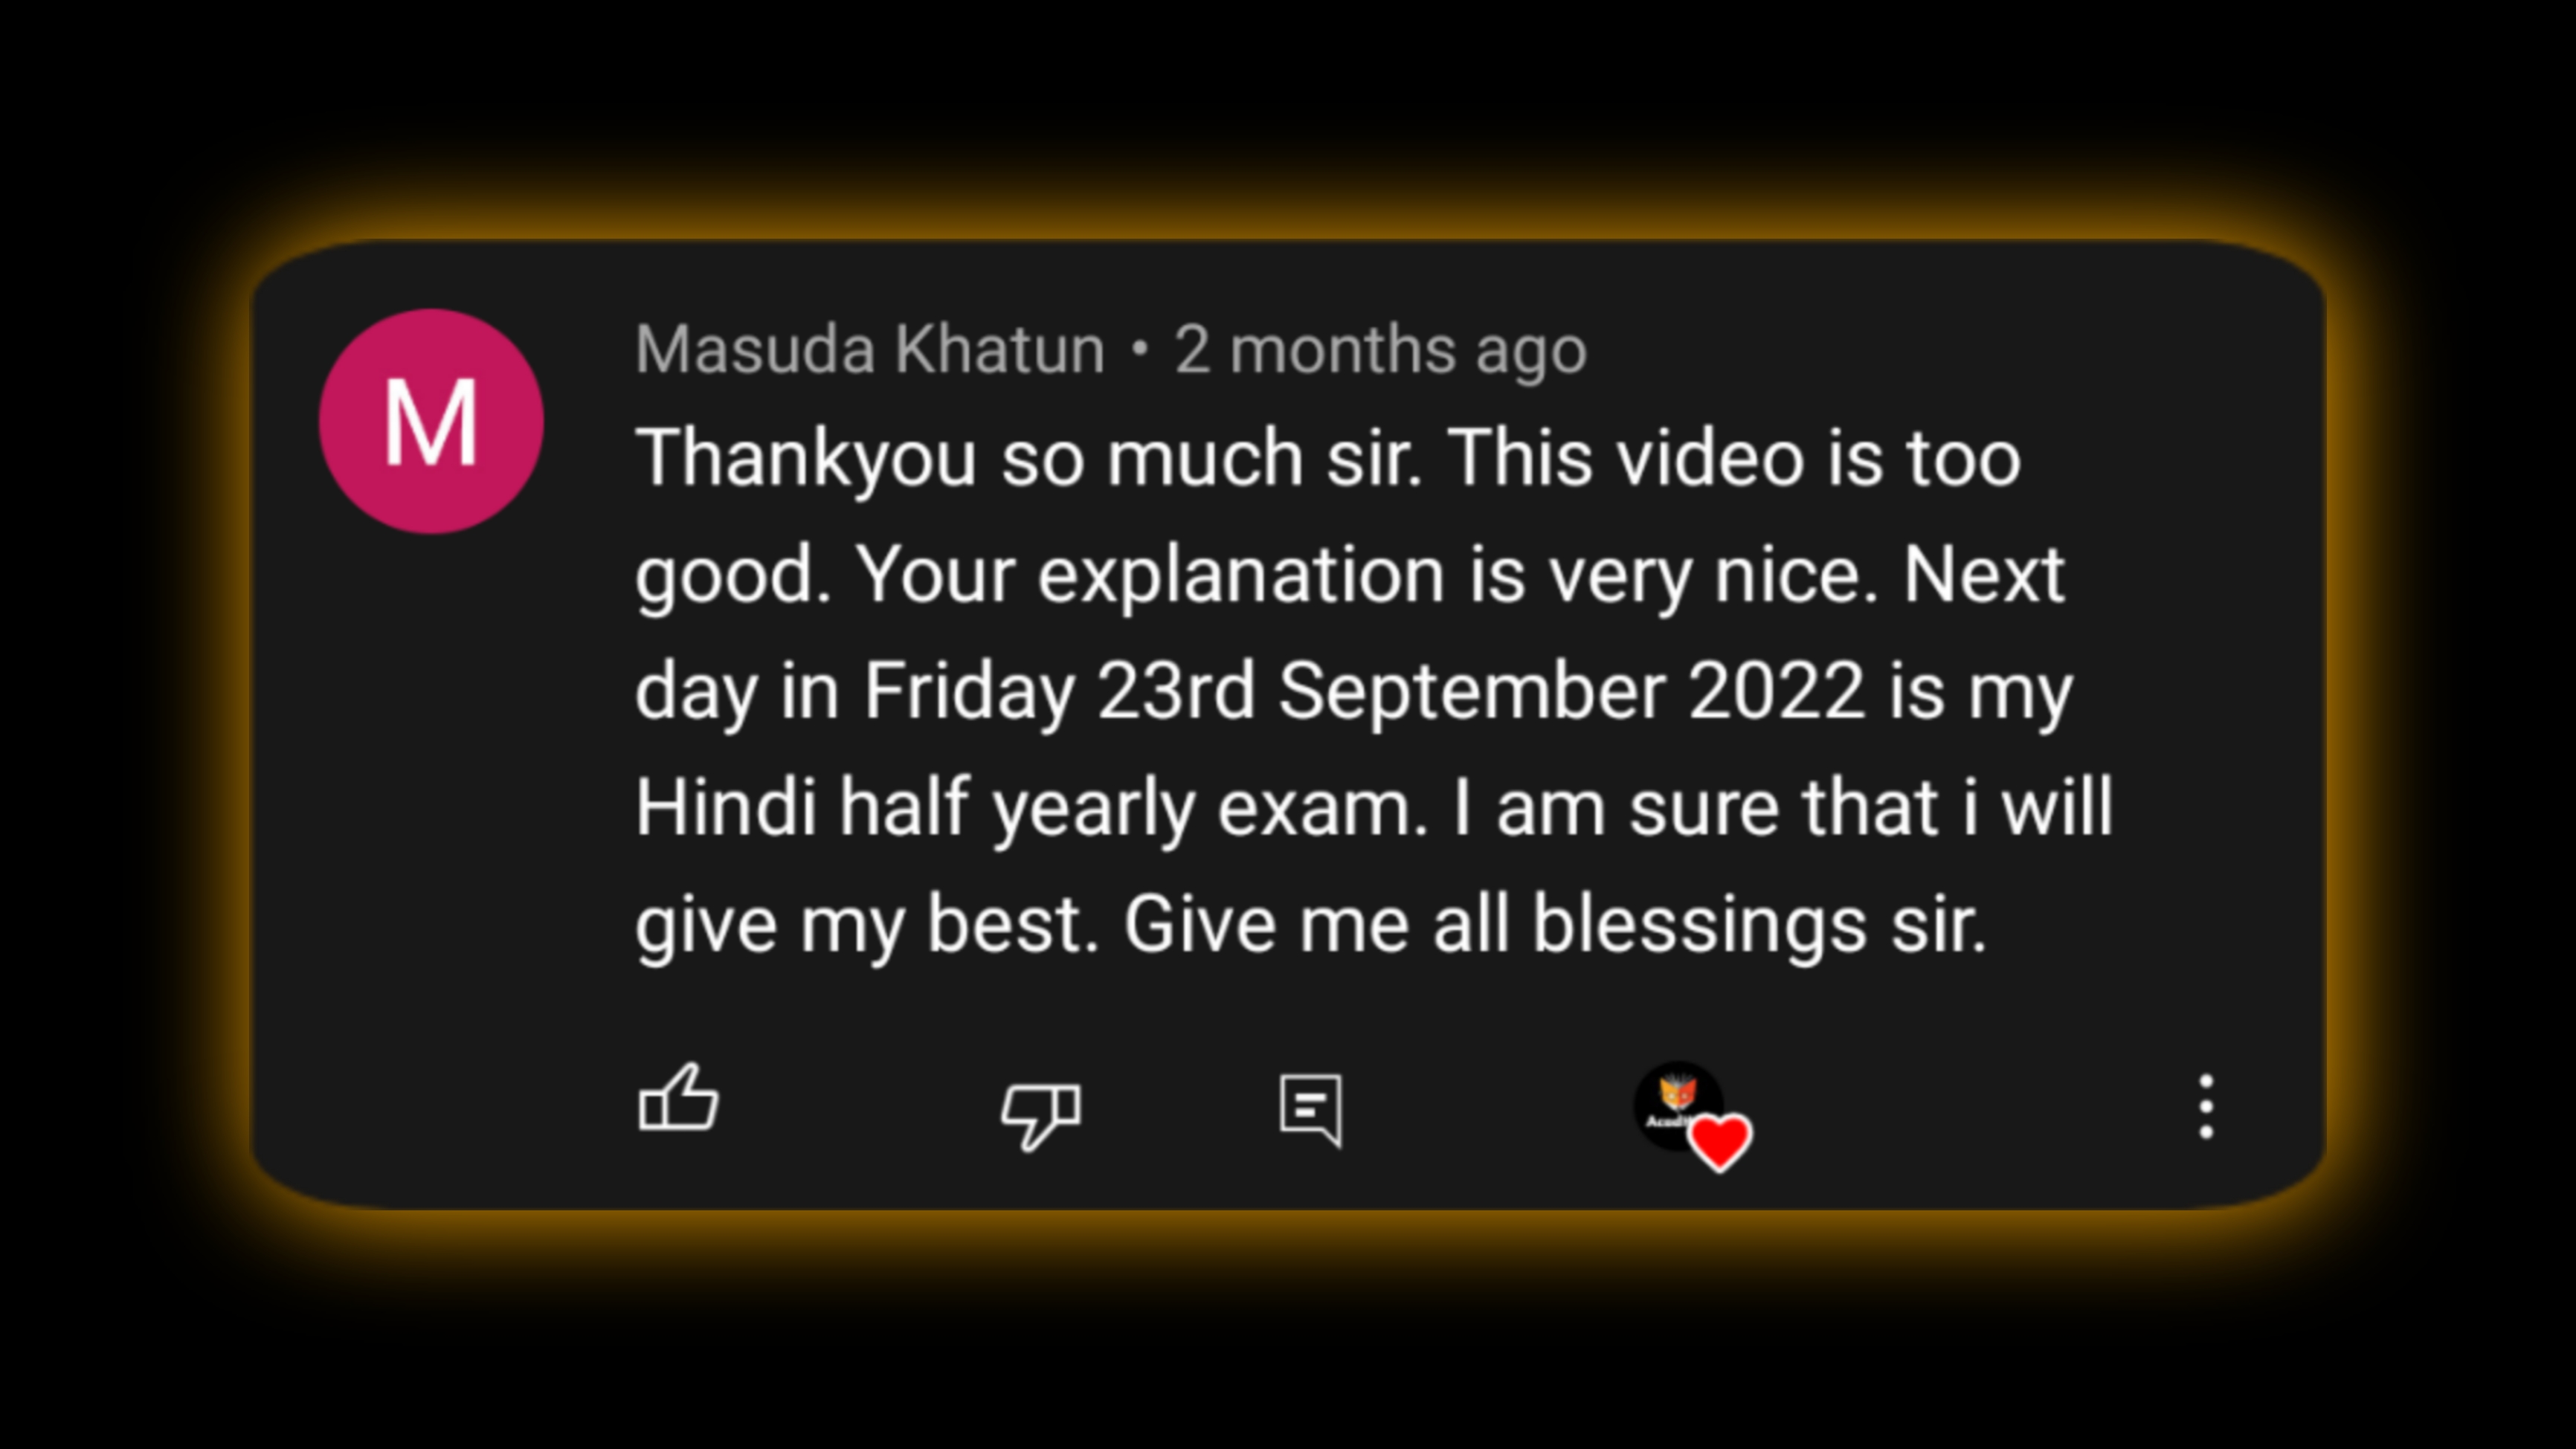 M
Masuda Khatun • 2 months ago
Thankyou so much sir. This video is too
good. Your explanation is very nice. Next
day in Friday 23rd September 2022 is my
Hindi half yearly exam. I am sure that i will
give my best. Give me all blessings sir.